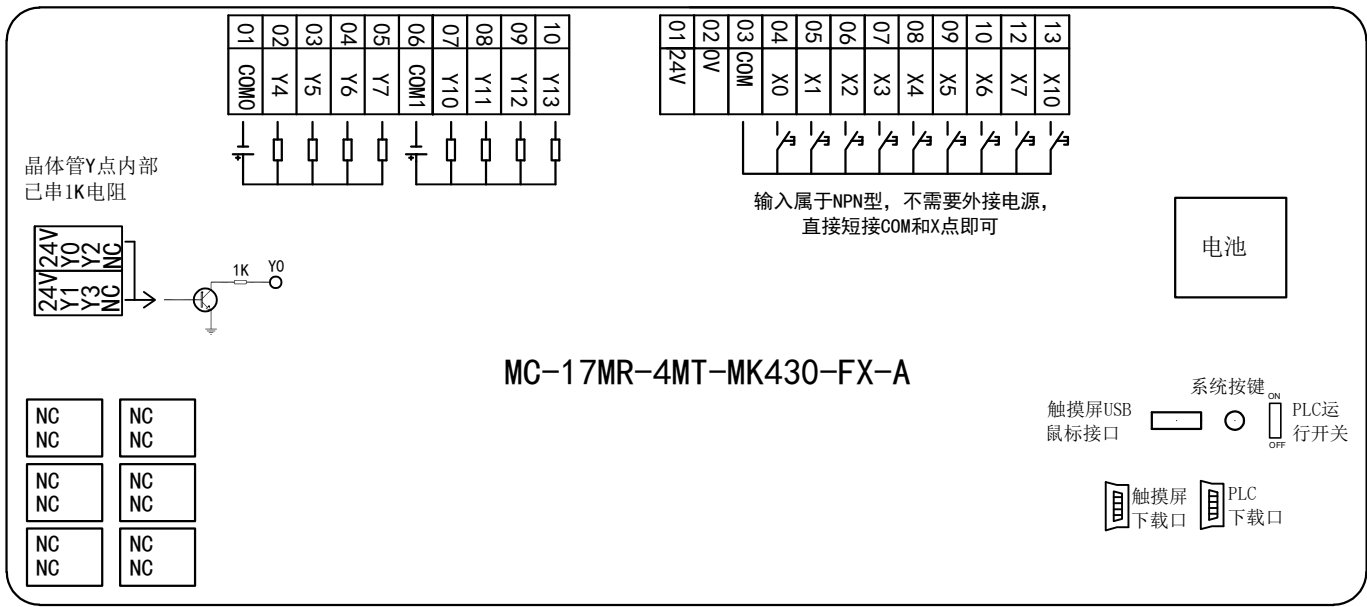 01 02 03 04 05 06 07 08 09 10
COM0 Y4 Y5 Y6 Y7 COM1 Y10 Y11 Y12 Y13
01 02 03 04 05 06 07 08 09 10 12 13
24V 0V COM X0 X1 X2 X3 X4 X5 X6 X7 X10
晶体管Y点内部
已串1K电阻
输入属于NPN型，不需要外接电源，
直接短接COM和X点即可
电池
24V Y0 Y2 NC
24V Y1 Y3 NC
1K Y0
MC-17MR-4MT-MK430-FX-A
系统按键
触摸屏USB
鼠标接口
ON
OFF
PLC运
行开关
NC NC
NC NC
NC NC
NC NC
NC NC
NC NC
触摸屏
下载口
PLC
下载口